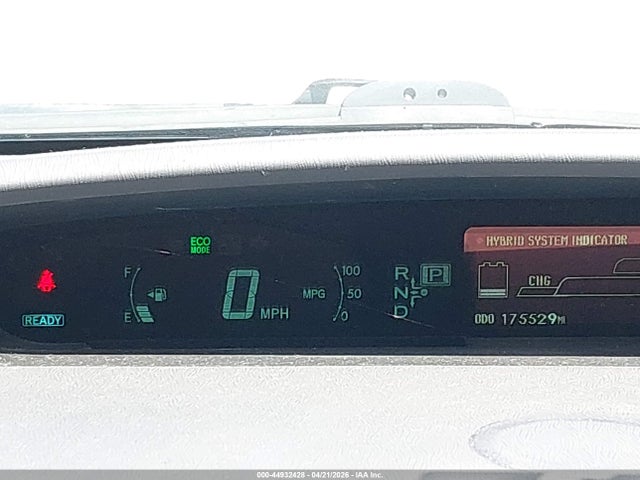 HYBRID SYSTEM INDICATOR
ECO
MODE
F
E
READY
0 MPH
MPG
100
50
0
R
N
D
P
CHG
ODO 175529MI
000-44932428 - 04/21/2026 - IAA Inc.